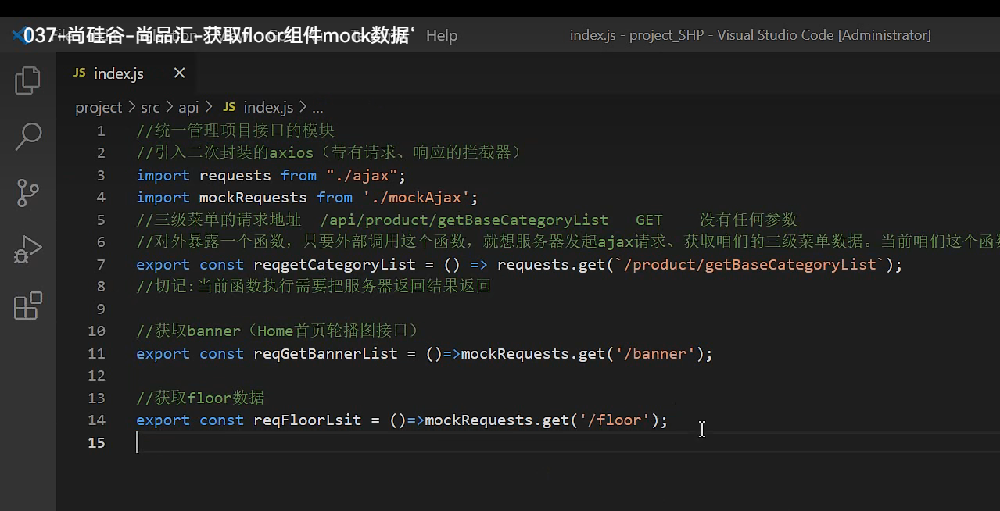 037-尚硅谷-尚品汇-获取floor组件mock数据‘
Help
index.js - project_SHP - Visual Studio Code [Administrator]
JS index.js ×
project > src > api > JS index.js > ...
1 //统一管理项目接口的模块
2 //引入二次封装的axios（带有请求、响应的拦截器）
3 import requests from "./ajax";
4 import mockRequests from './mockAjax';
5 //三级菜单的请求地址  /api/product/getBaseCategoryList   GET    没有任何参数
6 //对外暴露一个函数，只要外部调用这个函数，就想服务器发起ajax请求、获取咱们的三级菜单数据。当前咱们这个函数
7 export const reqgetCategoryList = () => requests.get(`/product/getBaseCategoryList`);
8 //切记:当前函数执行需要把服务器返回结果返回
9
10 //获取banner（Home首页轮播图接口）
11 export const reqGetBannerList = ()=>mockRequests.get('/banner');
12
13 //获取floor数据
14 export const reqFloorLsit = ()=>mockRequests.get('/floor');
15